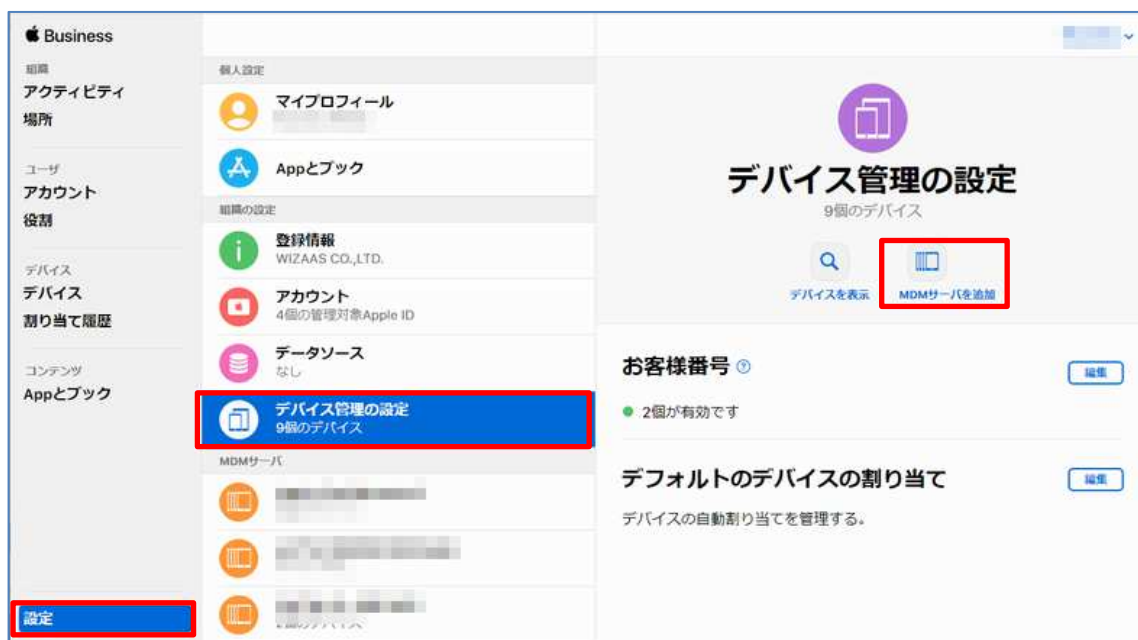 Business
組織
アクティビティ
場所
ユーザ
アカウント
役割
デバイス
デバイス
割り当て履歴
コンテンツ
Appとブック
設定
個人設定
マイプロフィール
Appとブック
組織の設定
登録情報
WIZAAS CO.,LTD.
アカウント
4個の管理対象Apple ID
データソース
なし
デバイス管理の設定
9個のデバイス
MDMサーバ
デバイス管理の設定
9個のデバイス
デバイスを表示
MDMサーバを追加
お客様番号
編集
2個が有効です
デフォルトのデバイスの割り当て
編集
デバイスの自動割り当てを管理する。